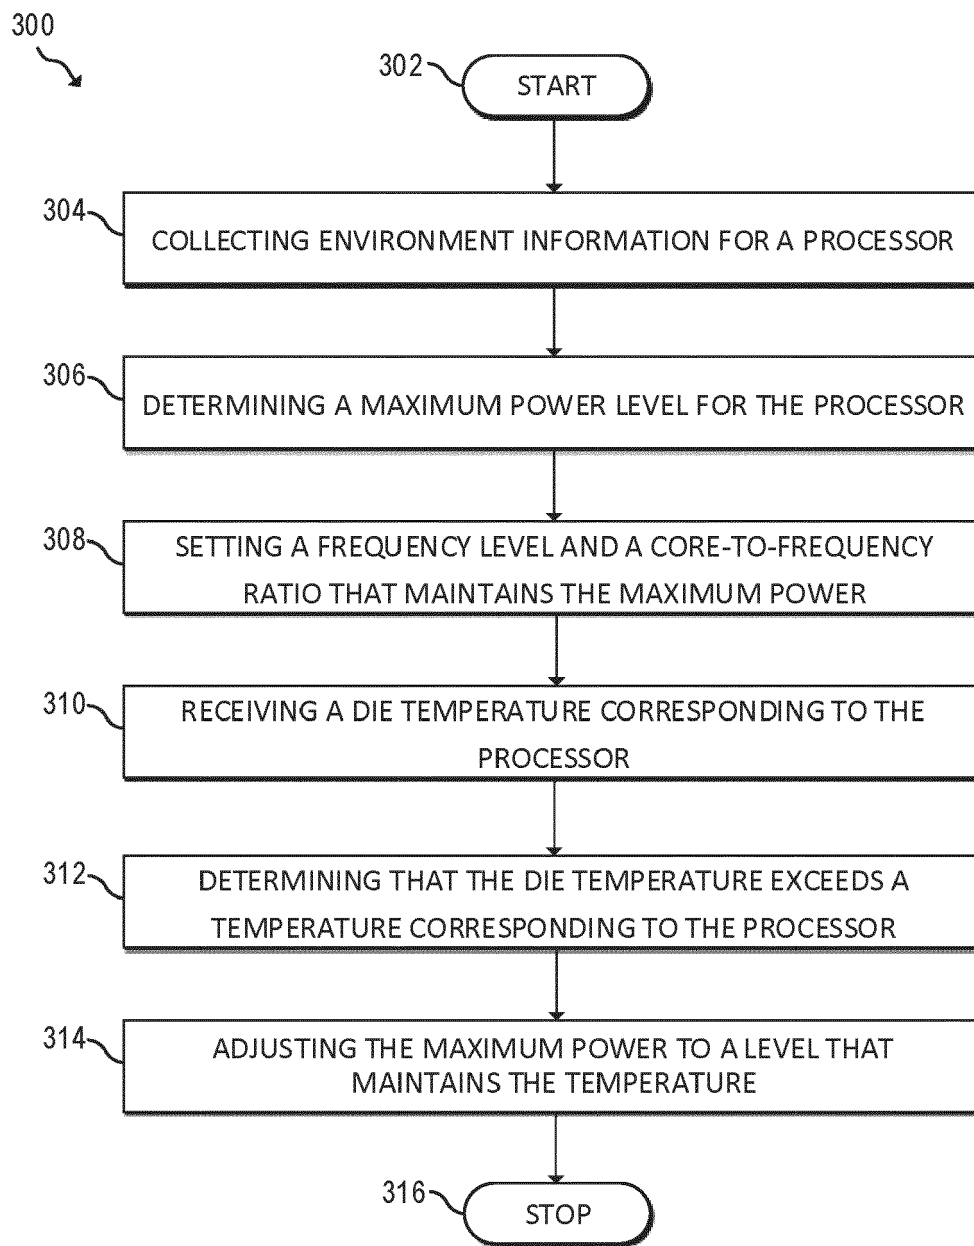 300
302
START
304
COLLECTING ENVIRONMENT INFORMATION FOR A PROCESSOR
306
DETERMINING A MAXIMUM POWER LEVEL FOR THE PROCESSOR
308
SETTING A FREQUENCY LEVEL AND A CORE-TO-FREQUENCY
RATIO THAT MAINTAINS THE MAXIMUM POWER
310
RECEIVING A DIE TEMPERATURE CORRESPONDING TO THE
PROCESSOR
312
DETERMINING THAT THE DIE TEMPERATURE EXCEEDS A
TEMPERATURE CORRESPONDING TO THE PROCESSOR
314
ADJUSTING THE MAXIMUM POWER TO A LEVEL THAT
MAINTAINS THE TEMPERATURE
316
STOP